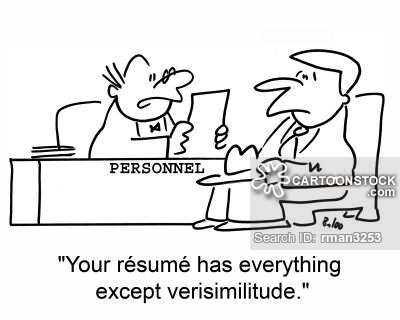 PERSONNEL
CARTOONSTOCK
.com
Search ID: rman3253
"Your résumé has everything
except verisimilitude."